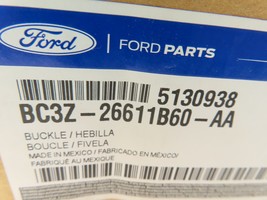 Ford
FORD PARTS
5130938
BC3Z-26611B60-AA
BUCKLE / HEBILLA
BOUCLE / FIVELA
MADE IN MEXICO / FABRICADO EN MÉXICO/
FABRIQUÉ AU MEXIQUE